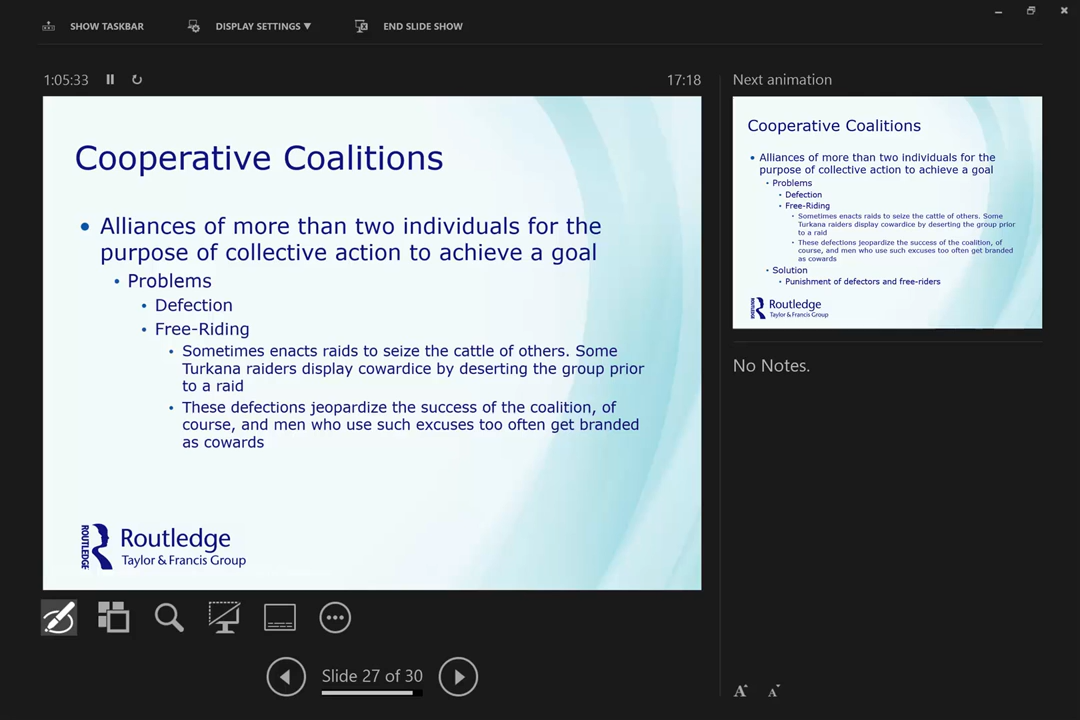 SHOW TASKBAR
DISPLAY SETTINGS ▼
END SLIDE SHOW
1:05:33
17:18
Cooperative Coalitions
• Alliances of more than two individuals for the
purpose of collective action to achieve a goal
• Problems
• Defection
• Free-Riding
• Sometimes enacts raids to seize the cattle of others. Some
Turkana raiders display cowardice by deserting the group prior
to a raid
• These defections jeopardize the success of the coalition, of
course, and men who use such excuses too often get branded
as cowards
ROUTLEDGE
Routledge
Taylor & Francis Group
Slide 27 of 30
Next animation
Cooperative Coalitions
• Alliances of more than two individuals for the
purpose of collective action to achieve a goal
• Problems
• Defection
• Free-Riding
• Sometimes enacts raids to seize the cattle of others. Some
Turkana raiders display cowardice by deserting the group prior
to a raid
• These defections jeopardize the success of the coalition, of
course, and men who use such excuses too often get branded
as cowards
• Solution
• Punishment of defectors and free-riders
ROUTLEDGE
Routledge
Taylor & Francis Group
No Notes.
A A